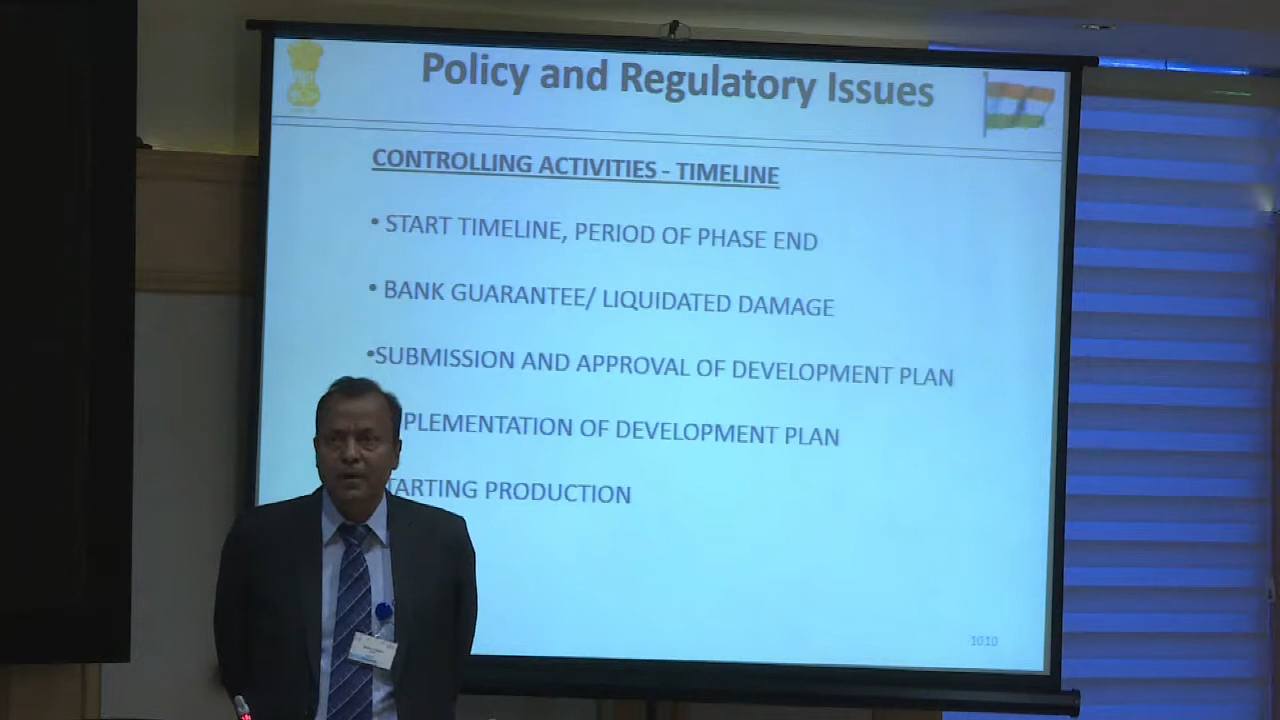 Policy and Regulatory Issues
CONTROLLING ACTIVITIES - TIMELINE
• START TIMELINE, PERIOD OF PHASE END
• BANK GUARANTEE/ LIQUIDATED DAMAGE
•SUBMISSION AND APPROVAL OF DEVELOPMENT PLAN
PLEMENTATION OF DEVELOPMENT PLAN
TARTING PRODUCTION
1010